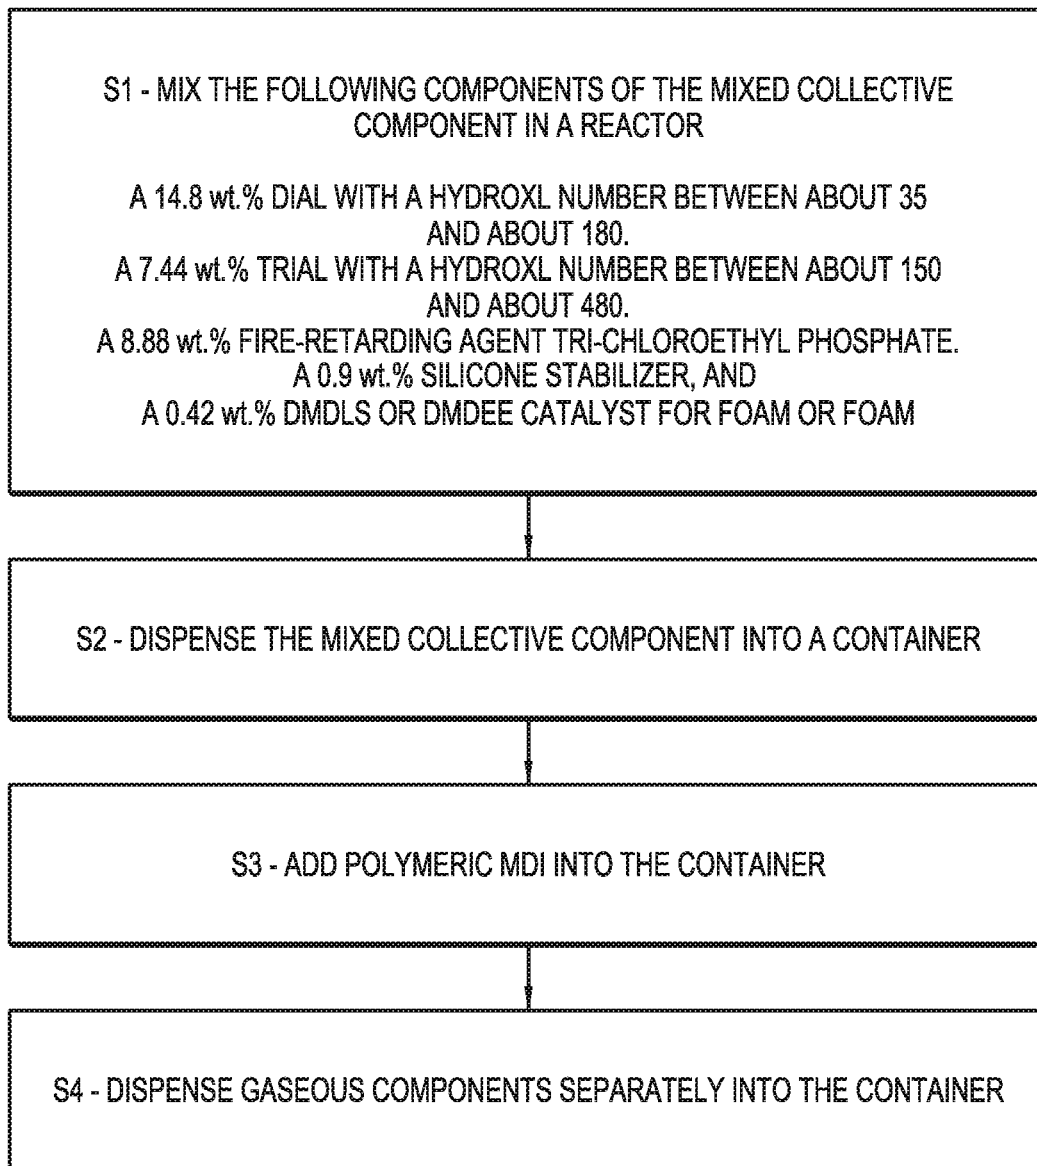 S1 - MIX THE FOLLOWING COMPONENTS OF THE MIXED COLLECTIVE
COMPONENT IN A REACTOR
A 14.8 wt.% DIAL WITH A HYDROXL NUMBER BETWEEN ABOUT 35
AND ABOUT 180.
A 7.44 wt.% TRIAL WITH A HYDROXL NUMBER BETWEEN ABOUT 150
AND ABOUT 480.
A 8.88 wt.% FIRE-RETARDING AGENT TRI-CHLOROETHYL PHOSPHATE.
A 0.9 wt.% SILICONE STABILIZER, AND
A 0.42 wt.% DMDLS OR DMDEE CATALYST FOR FOAM OR FOAM
S2 - DISPENSE THE MIXED COLLECTIVE COMPONENT INTO A CONTAINER
S3 - ADD POLYMERIC MDI INTO THE CONTAINER
S4 - DISPENSE GASEOUS COMPONENTS SEPARATELY INTO THE CONTAINER